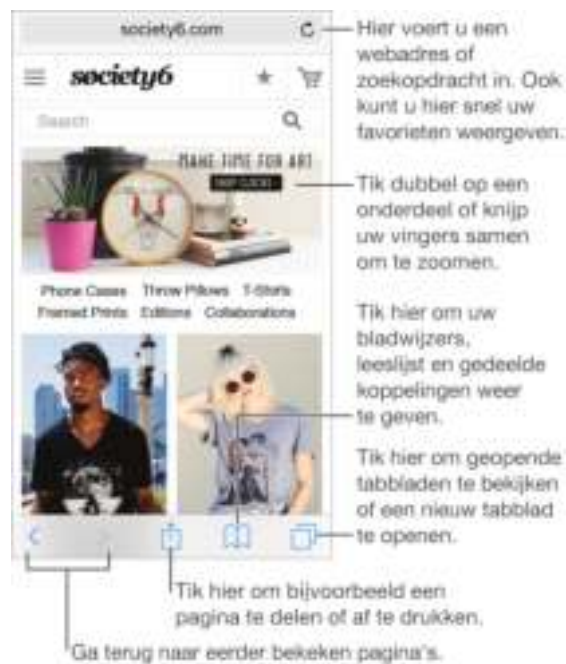 society6.com
Hier voert u een
webadres of
zoekopdracht in. Ook
kunt u hier snel uw
favorieten weergeven.
society6
Search
MAKE TIME FOR ART
SHOP CLOCKS
Tik dubbel op een
onderdeel of knijp
uw vingers samen
om te zoomen.
Phone Cases Throw Pillows T-Shirts
Framed Prints Editions Collaborations
Tik hier om uw
bladwijzers,
leeslijst en gedeelde
koppelingen weer
te geven.
Tik hier om geopende
tabbladen te bekijken
of een nieuw tabblad
te openen.
Tik hier om bijvoorbeeld een
pagina te delen of af te drukken.
Ga terug naar eerder bekeken pagina's.